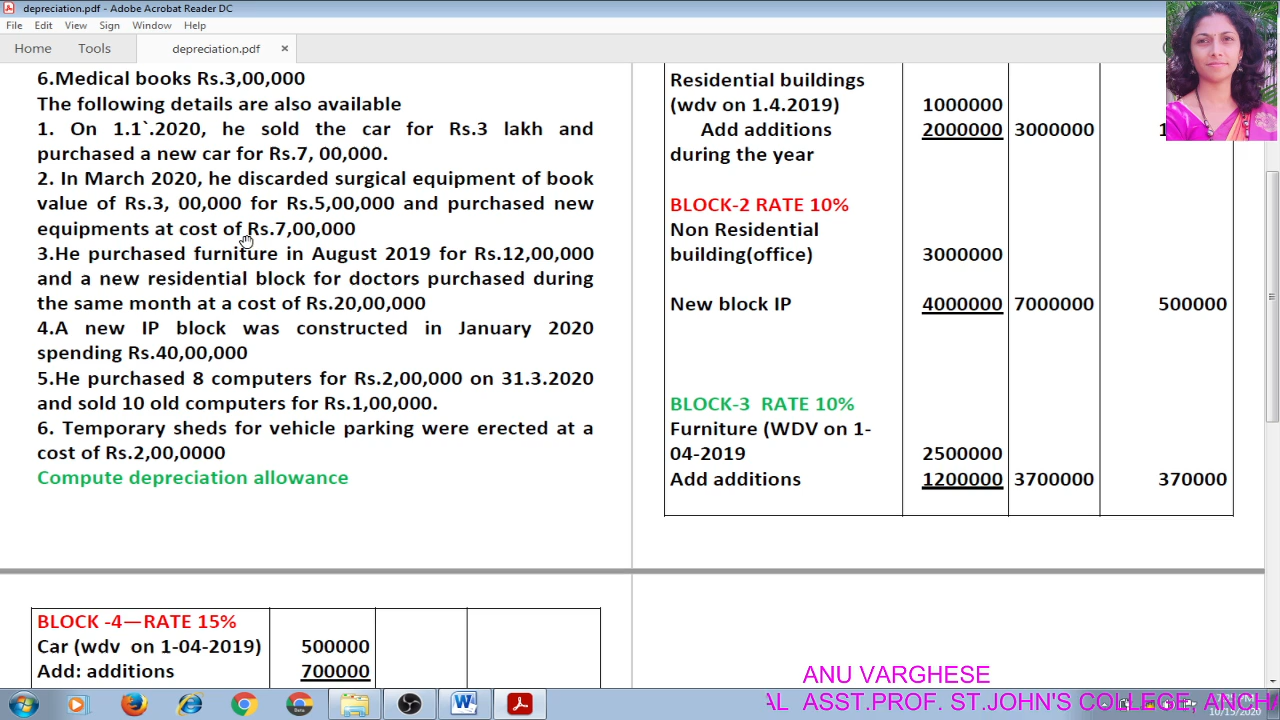 depreciation.pdf - Adobe Acrobat Reader DC
File Edit View Sign Window Help
Home Tools depreciation.pdf ×
6.Medical books Rs.3,00,000
The following details are also available
1. On 1.1`.2020, he sold the car for Rs.3 lakh and
purchased a new car for Rs.7, 00,000.
2. In March 2020, he discarded surgical equipment of book
value of Rs.3, 00,000 for Rs.5,00,000 and purchased new
equipments at cost of Rs.7,00,000
3.He purchased furniture in August 2019 for Rs.12,00,000
and a new residential block for doctors purchased during
the same month at a cost of Rs.20,00,000
4.A new IP block was constructed in January 2020
spending Rs.40,00,000
5.He purchased 8 computers for Rs.2,00,000 on 31.3.2020
and sold 10 old computers for Rs.1,00,000.
6. Temporary sheds for vehicle parking were erected at a
cost of Rs.2,00,0000
Compute depreciation allowance
Residential buildings
(wdv on 1.4.2019) 1000000
Add additions 2000000 3000000
during the year
BLOCK-2 RATE 10%
Non Residential
building(office) 3000000
New block IP 4000000 7000000 500000
BLOCK-3 RATE 10%
Furniture (WDV on 1-
04-2019 2500000
Add additions 1200000 3700000 370000
BLOCK -4—RATE 15%
Car (wdv on 1-04-2019) 500000
Add: additions 700000
ANU VARGHESE
AL ASST.PROF. ST.JOHN'S COLLEGE, ANCHA
10/15/2020